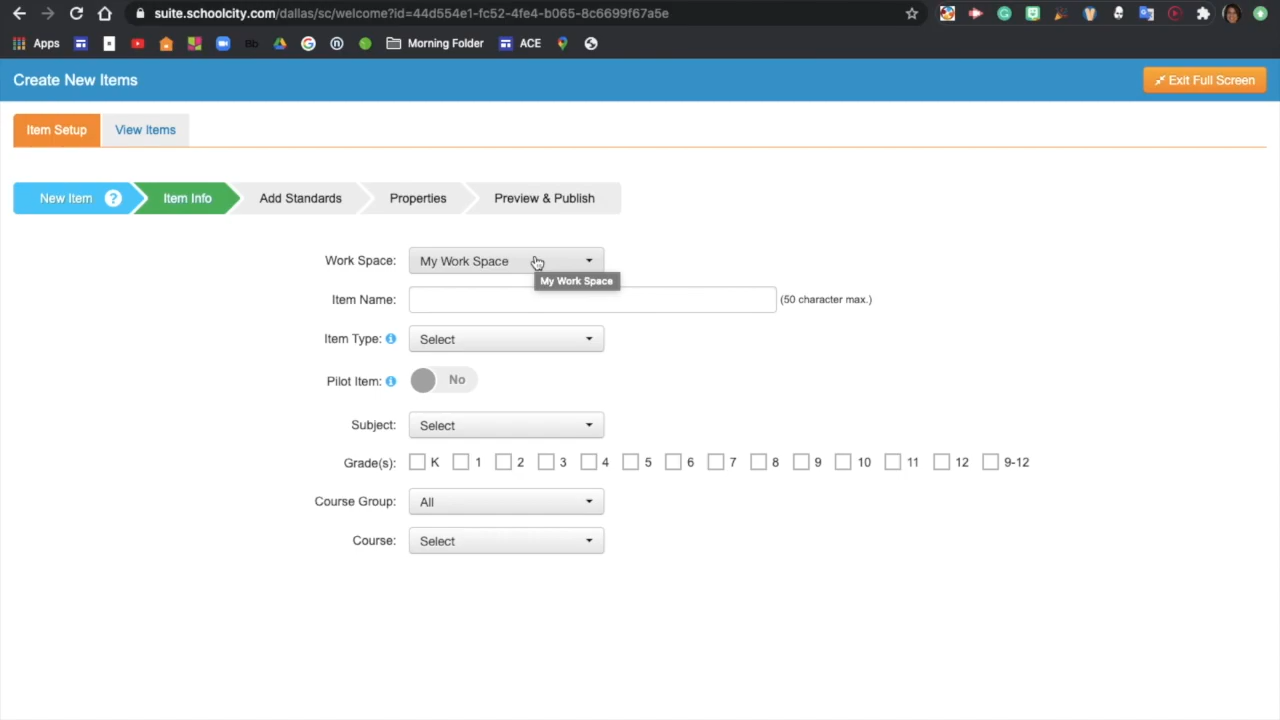 suite.schoolcity.com/dallas/sc/welcome?id=44d554e1-fc52-4fe4-b065-8c6699f67a5e
Apps Bb Morning Folder ACE
Create New Items Exit Full Screen
Item Setup View Items
New Item ? Item Info Add Standards Properties Preview & Publish
Work Space: My Work Space
My Work Space
Item Name: (50 character max.)
Item Type: Select
Pilot Item: No
Subject: Select
Grade(s): K 1 2 3 4 5 6 7 8 9 10 11 12 9-12
Course Group: All
Course: Select